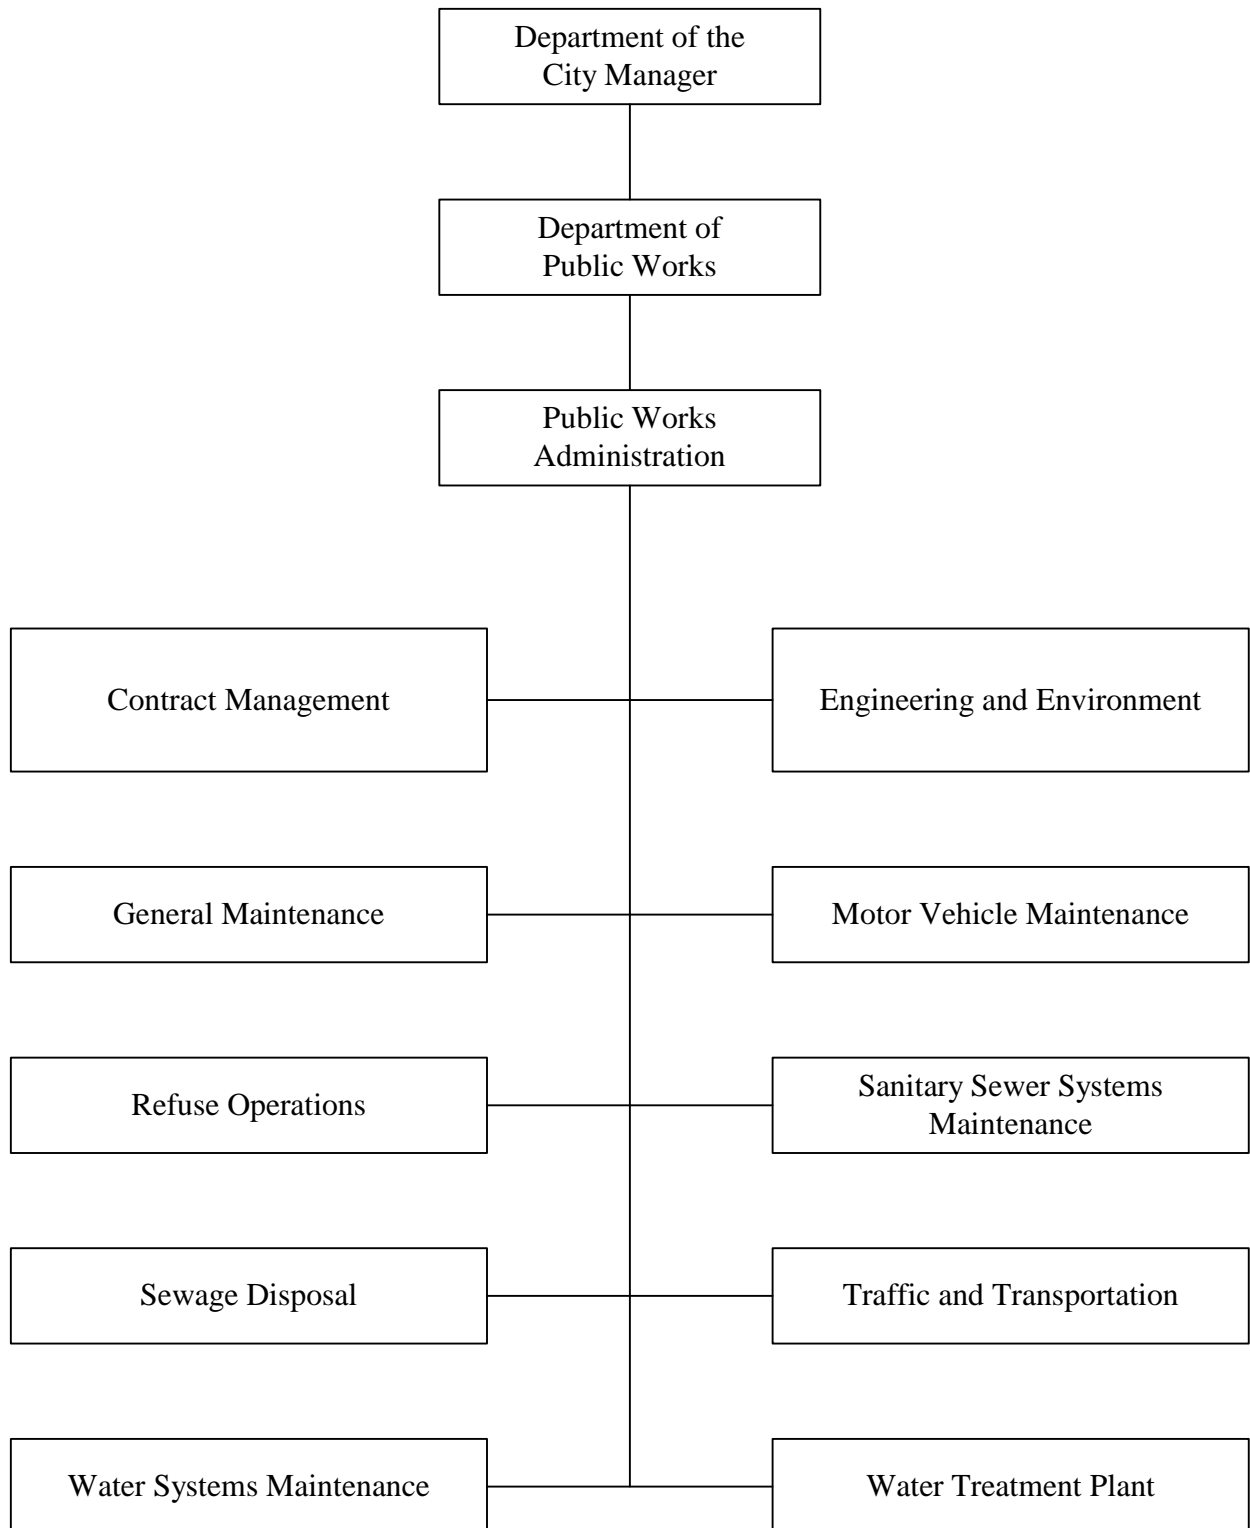 Department of the
City Manager
Department of
Public Works
Public Works
Administration
Contract Management
Engineering and Environment
General Maintenance
Motor Vehicle Maintenance
Refuse Operations
Sanitary Sewer Systems
Maintenance
Sewage Disposal
Traffic and Transportation
Water Systems Maintenance
Water Treatment Plant